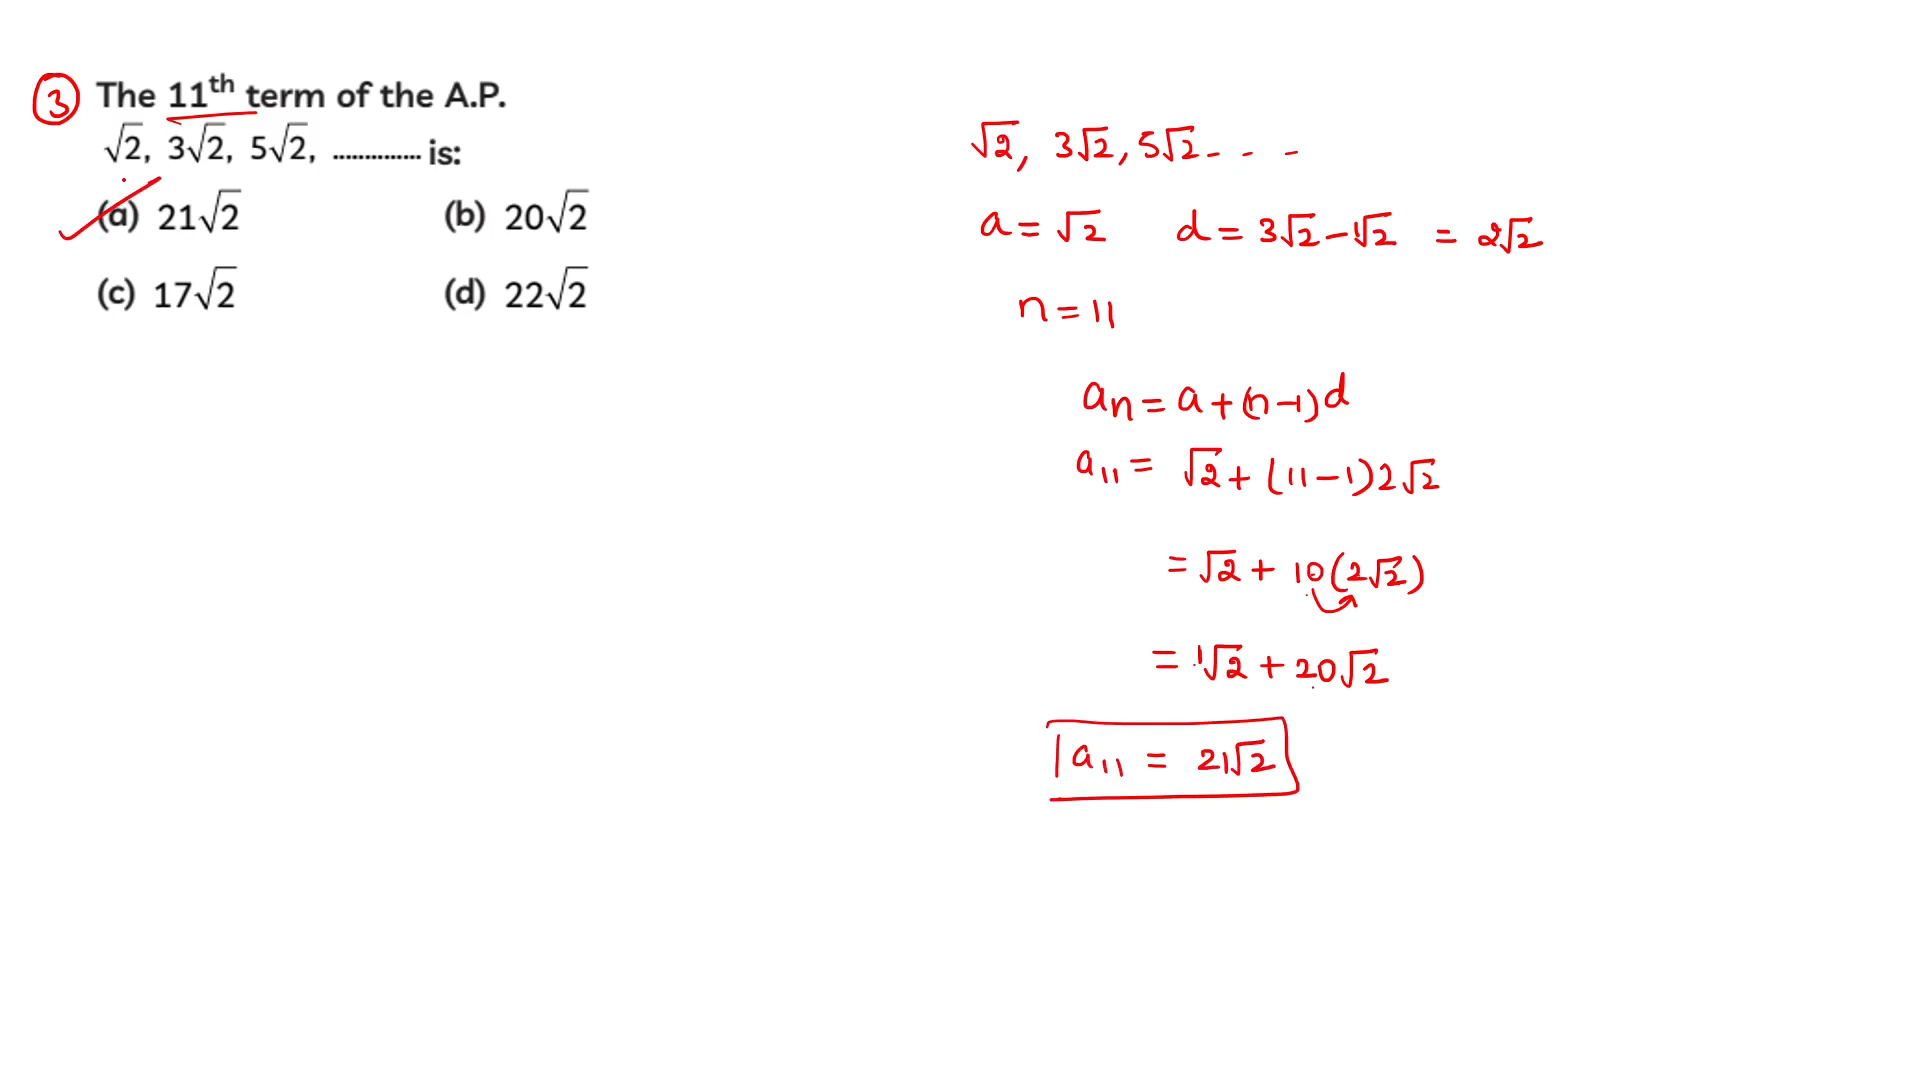 ③ The 11th term of the A.P.
√2, 3√2, 5√2, .............. is:
(a) 21√2 (b) 20√2
(c) 17√2 (d) 22√2
√2, 3√2, 5√2 - - -
a = √2 d = 3√2 - 1√2 = 2√2
n = 11
an = a + (n-1)d
a11 = √2 + (11-1)2√2
= √2 + 10(2√2)
= 1√2 + 20√2
a11 = 21√2